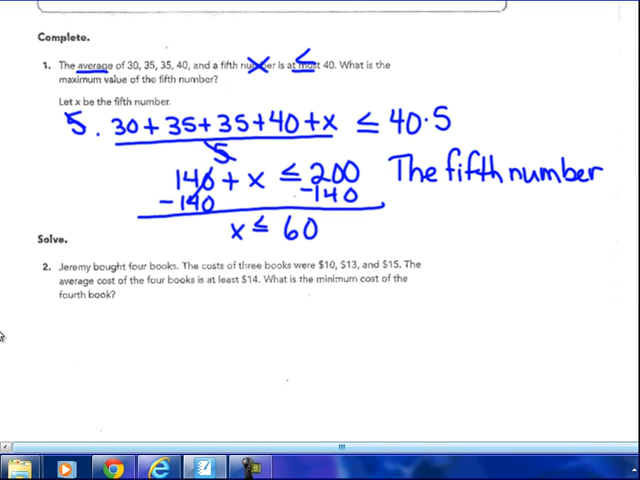 Complete.
1. The average of 30, 35, 35, 40, and a fifth number x is at most ≤ 40. What is the
maximum value of the fifth number?
Let x be the fifth number.
5 · 30 + 35 + 35 + 40 + x ≤ 40 · 5
5
140 + x ≤ 200 The fifth number
-140 -140
x ≤ 60
Solve.
2. Jeremy bought four books. The costs of three books were $10, $13, and $15. The
average cost of the four books is at least $14. What is the minimum cost of the
fourth book?